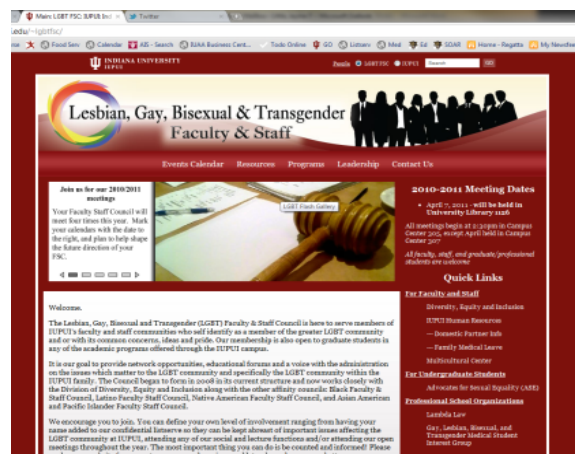 Main: LGBT FSC: IUPUI Ind
Twitter
.edu/~lgbtfsc/
Food Serv
Calendar
AIS - Search
IUAA Business Cent...
Todo Online
GO
Listserv
Med
Ed
SOAR
Home - Regatta
My Newsfee
INDIANA UNIVERSITY
IUPUI
People
LGBTFSC
IUPUI
Search
GO
Lesbian, Gay, Bisexual & Transgender
Faculty & Staff
Events Calendar
Resources
Programs
Leadership
Contact Us
Join us for our 2010/2011
meetings
Your Faculty Staff Council will
meet four times this year. Mark
your calendars with the date to
the right, and plan to help shape
the future direction of your
FSC.
LGBT Flash Gallery
2010-2011 Meeting Dates
April 7, 2011 - will be held in
University Library 1126
All meetings begin at 2:30pm in Campus
Center 305, except April held in Campus
Center 307
All faculty, staff, and graduate/professional
students are welcome
Quick Links
For Faculty and Staff
Diversity, Equity and Inclusion
IUPUI Human Resources
— Domestic Partner Info
— Family Medical Leave
Multicultural Center
For Undergraduate Students
Advocates for Sexual Equality (ASE)
Professional School Organizations
Lambda Law
Gay, Lesbian, Bisexual, and
Transgender Medical Student
Interest Group
Welcome.
The Lesbian, Gay, Bisexual and Transgender (LGBT) Faculty & Staff Council is here to serve members of
IUPUI's faculty and staff communities who self identify as a member of the greater LGBT community
and or with its common concerns, ideas and pride. Our membership is also open to graduate students in
any of the academic programs offered through the IUPUI campus.
It is our goal to provide network opportunities, educational forums and a voice with the administration
on the issues which matter to the LGBT community and specifically the LGBT community within the
IUPUI family. The Council began to form in 2008 in its current structure and now works closely with
the Division of Diversity, Equity and Inclusion along with the other affinity councils: Black Faculty &
Staff Council, Latino Faculty Staff Council, Native American Faculty Staff Council, and Asian American
and Pacific Islander Faculty Staff Council.
We encourage you to join. You can define your own level of involvement ranging from having your
name added to our confidential listserve so they can be kept abreast of important issues affecting the
LGBT community at IUPUI, attending any of our social and lecture functions and/or attending our open
meetings throughout the year. The most important thing you can do is be counted and informed! Please